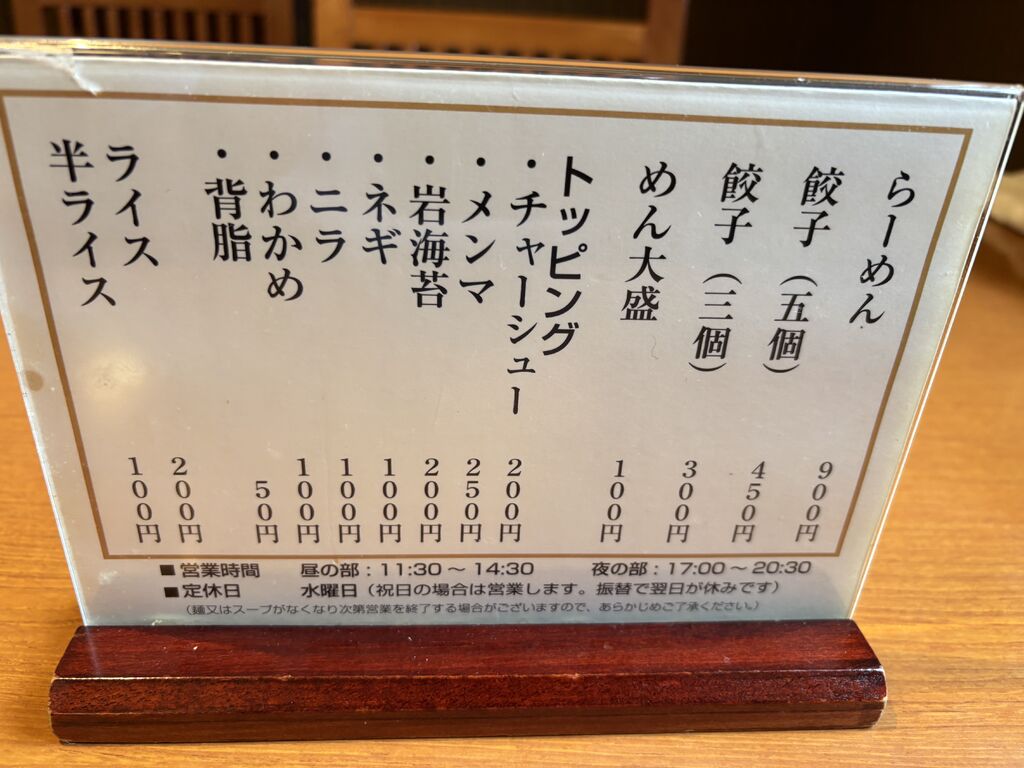 らーめん 900円
餃子(五個) 450円
餃子(三個) 300円
めん大盛 100円
トッピング
・チャーシュー 200円
・メンマ 250円
・岩海苔 200円
・ネギ 100円
・ニラ 100円
・わかめ 100円
・背脂 50円
ライス 200円
半ライス 100円
■営業時間 昼の部:11:30～14:30 夜の部:17:00～20:30
■定休日 水曜日(祝日の場合は営業します。振替で翌日が休みです)
(麺又はスープがなくなり次第営業を終了する場合がございますので、あらかじめご了承ください。)